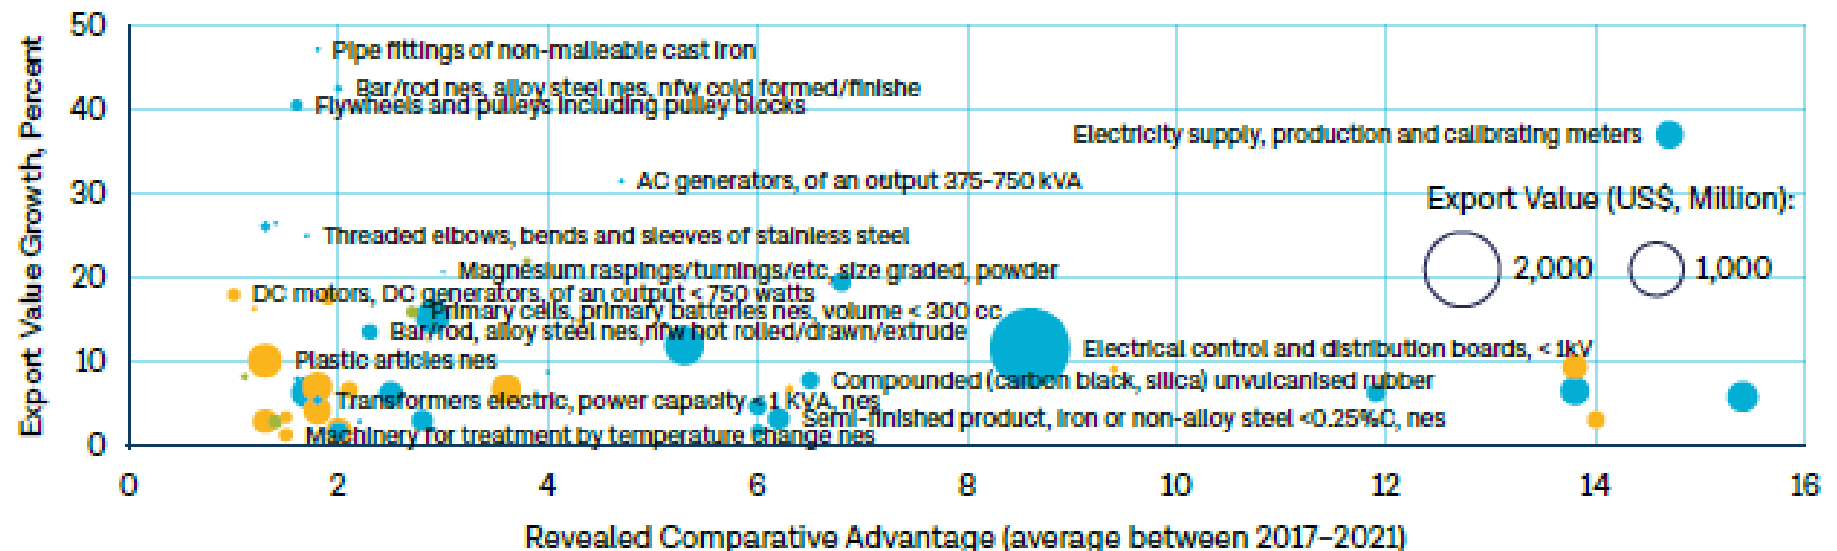 Export Value Growth, Percent
50
40
30
20
10
0
Pipe fittings of non-malleable cast iron
Bar/rod nes, alloy steel nes, nfw cold formed/finishe
Flywheels and pulleys including pulley blocks
Electricity supply, production and calibrating meters
AC generators, of an output 375-750 kVA
Export Value (US$, Million):
2,000
1,000
Threaded elbows, bends and sleeves of stainless steel
Magnesium raspings/turnings/etc, size graded, powder
DC motors, DC generators, of an output < 750 watts
Primary cells, primary batteries nes, volume < 300 cc
Bar/rod, alloy steel nes,nfw hot rolled/drawn/extrude
Electrical control and distribution boards, < 1kV
Plastic articles nes
Compounded (carbon black, silica) unvulcanised rubber
Transformers electric, power capacity < 1 KVA, nes
Semi-finished product, iron or non-alloy steel <0.25%C, nes
Machinery for treatment by temperature change nes
0 2 4 6 8 10 12 14 16
Revealed Comparative Advantage (average between 2017–2021)